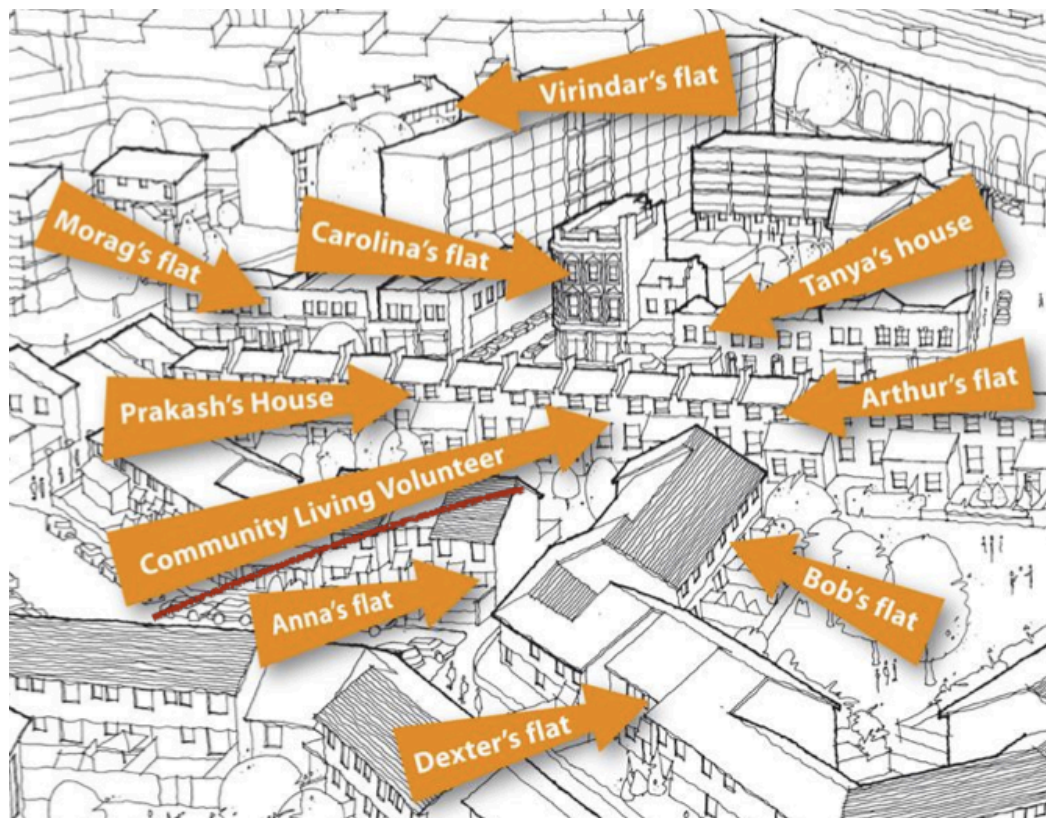 Virindar's flat
Morag's flat
Carolina's flat
Tanya's house
Prakash's House
Arthur's flat
Community Living Volunteer
Anna's flat
Bob's flat
Dexter's flat